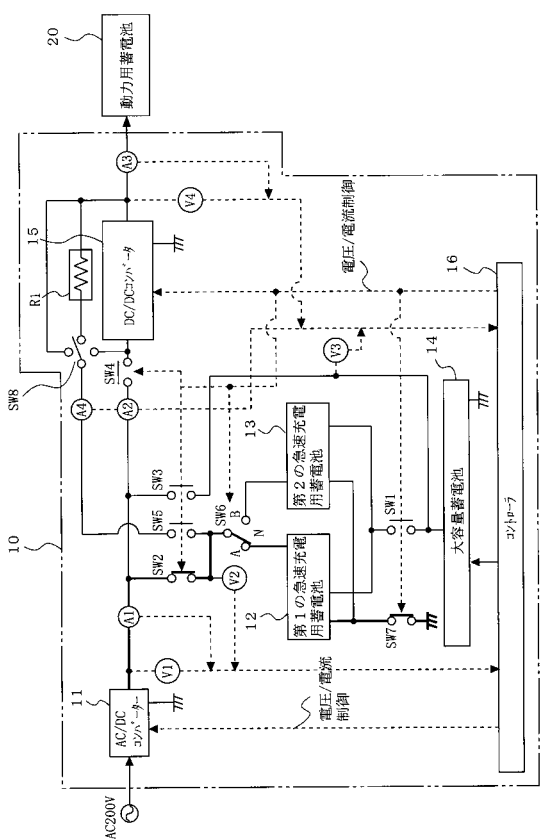 10
AC200V
11
AC/DC
コンバーター
V1
A1
SW2
SW5
SW3
A4
A2
SW8
R1
SW4
15
DC/DCコンバータ
V4
A3
20
動力用蓄電池
V2
SW6
A
B
N
12
第1の急速充電
用蓄電池
13
第2の急速充電
用蓄電池
V3
SW7
SW1
14
大容量蓄電池
電圧/電流
制御
電圧/電流制御
16
コントローラ